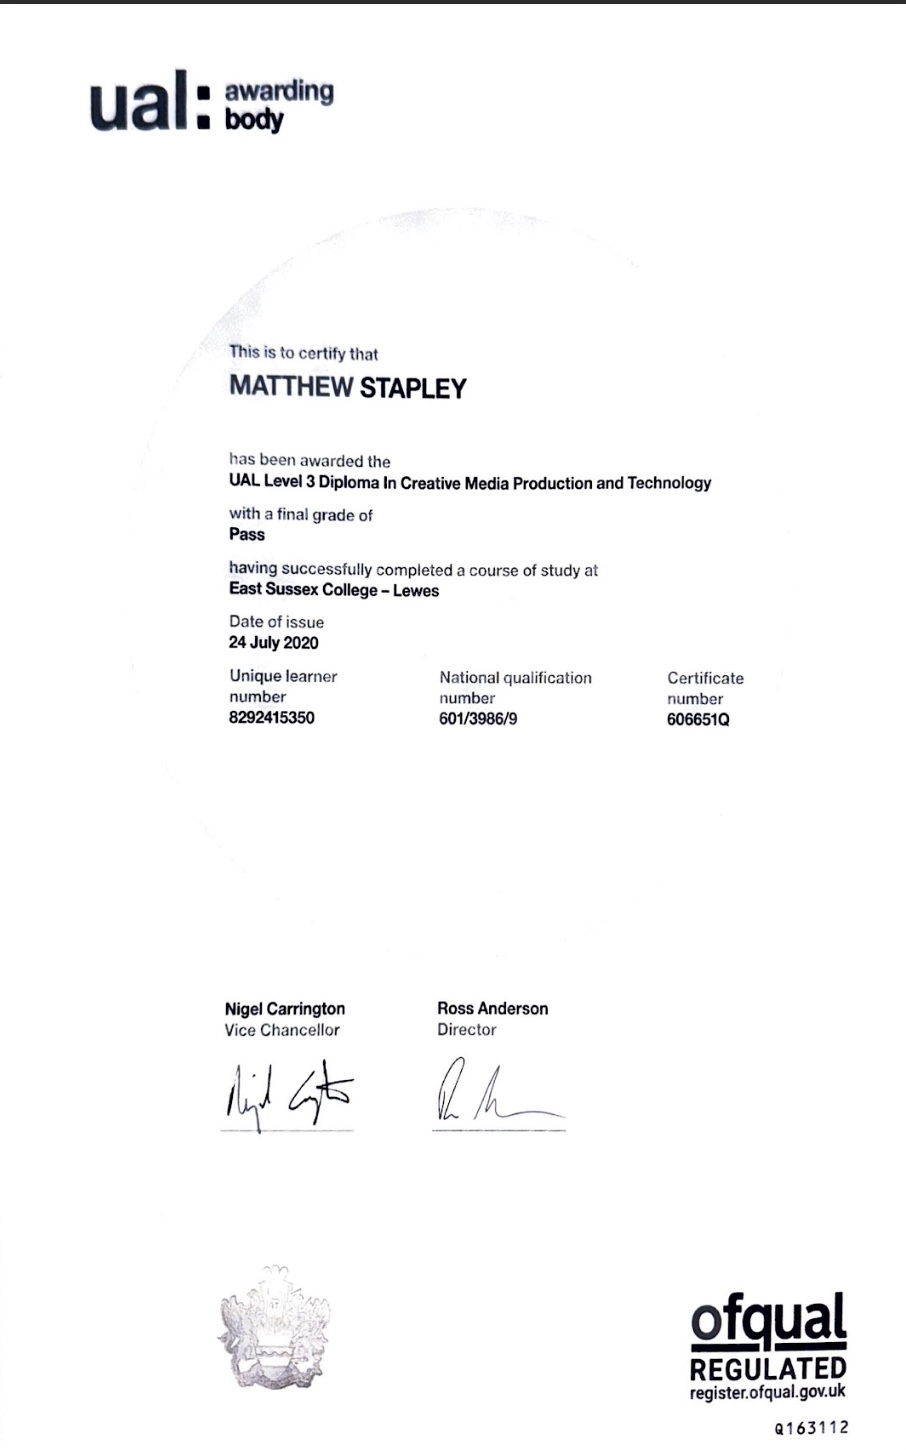 ual: awarding
body
This is to certify that
MATTHEW STAPLEY
has been awarded the
UAL Level 3 Diploma In Creative Media Production and Technology
with a final grade of
Pass
having successfully completed a course of study at
East Sussex College – Lewes
Date of issue
24 July 2020
Unique learner
number
8292415350
National qualification
number
601/3986/9
Certificate
number
606651Q
Nigel Carrington
Vice Chancellor
Ross Anderson
Director
ofqual
REGULATED
register.ofqual.gov.uk
Q163112